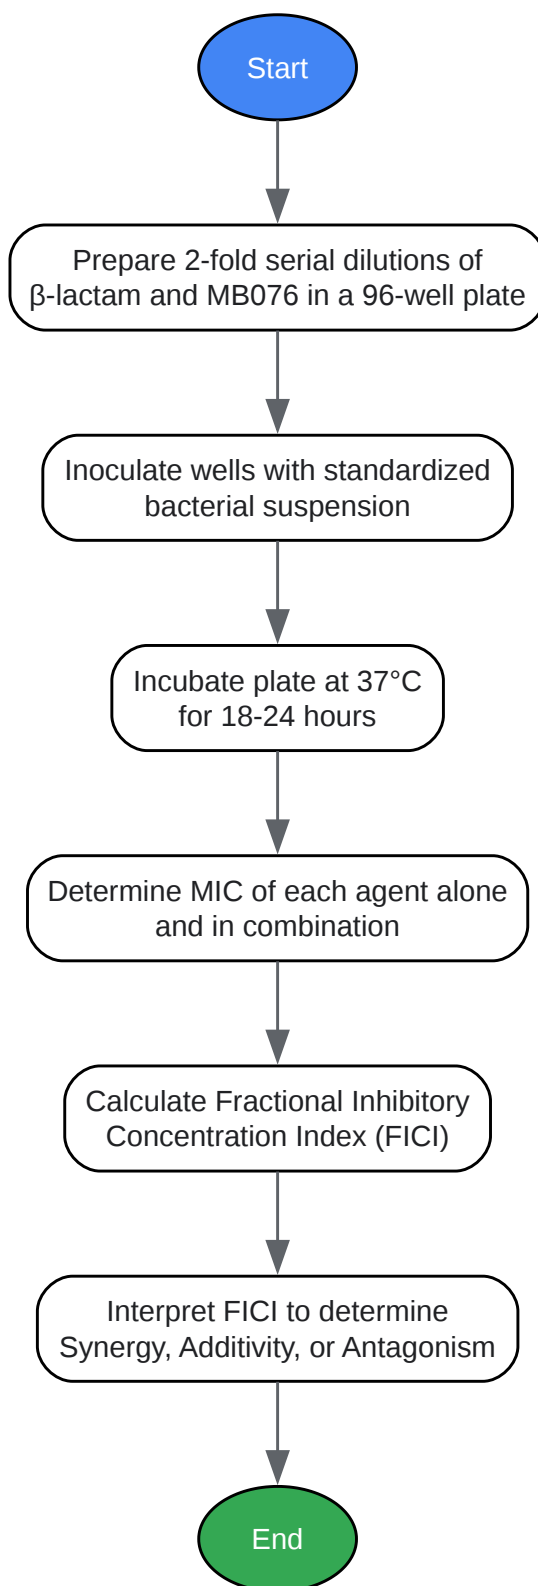 Start
Prepare 2-fold serial dilutions of
β-lactam and MB076 in a 96-well plate
Inoculate wells with standardized
bacterial suspension
Incubate plate at 37°C
for 18-24 hours
Determine MIC of each agent alone
and in combination
Calculate Fractional Inhibitory
Concentration Index (FICI)
Interpret FICI to determine
Synergy, Additivity, or Antagonism
End